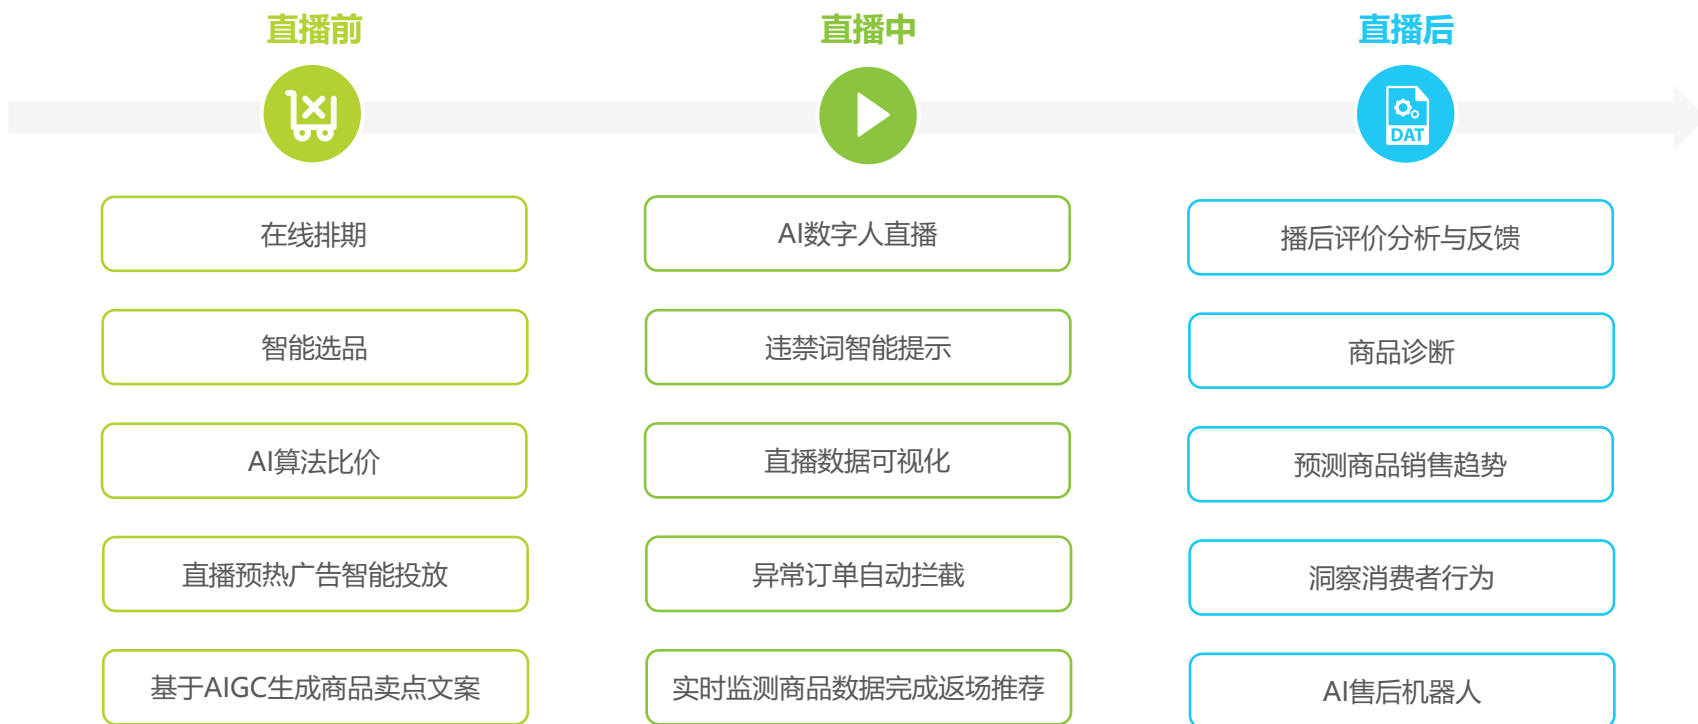 直播前
直播中
直播后
DAT
在线排期
AI数字人直播
播后评价分析与反馈
智能选品
违禁词智能提示
商品诊断
AI算法比价
直播数据可视化
预测商品销售趋势
直播预热广告智能投放
异常订单自动拦截
洞察消费者行为
基于AIGC生成商品卖点文案
实时监测商品数据完成返场推荐
AI售后机器人